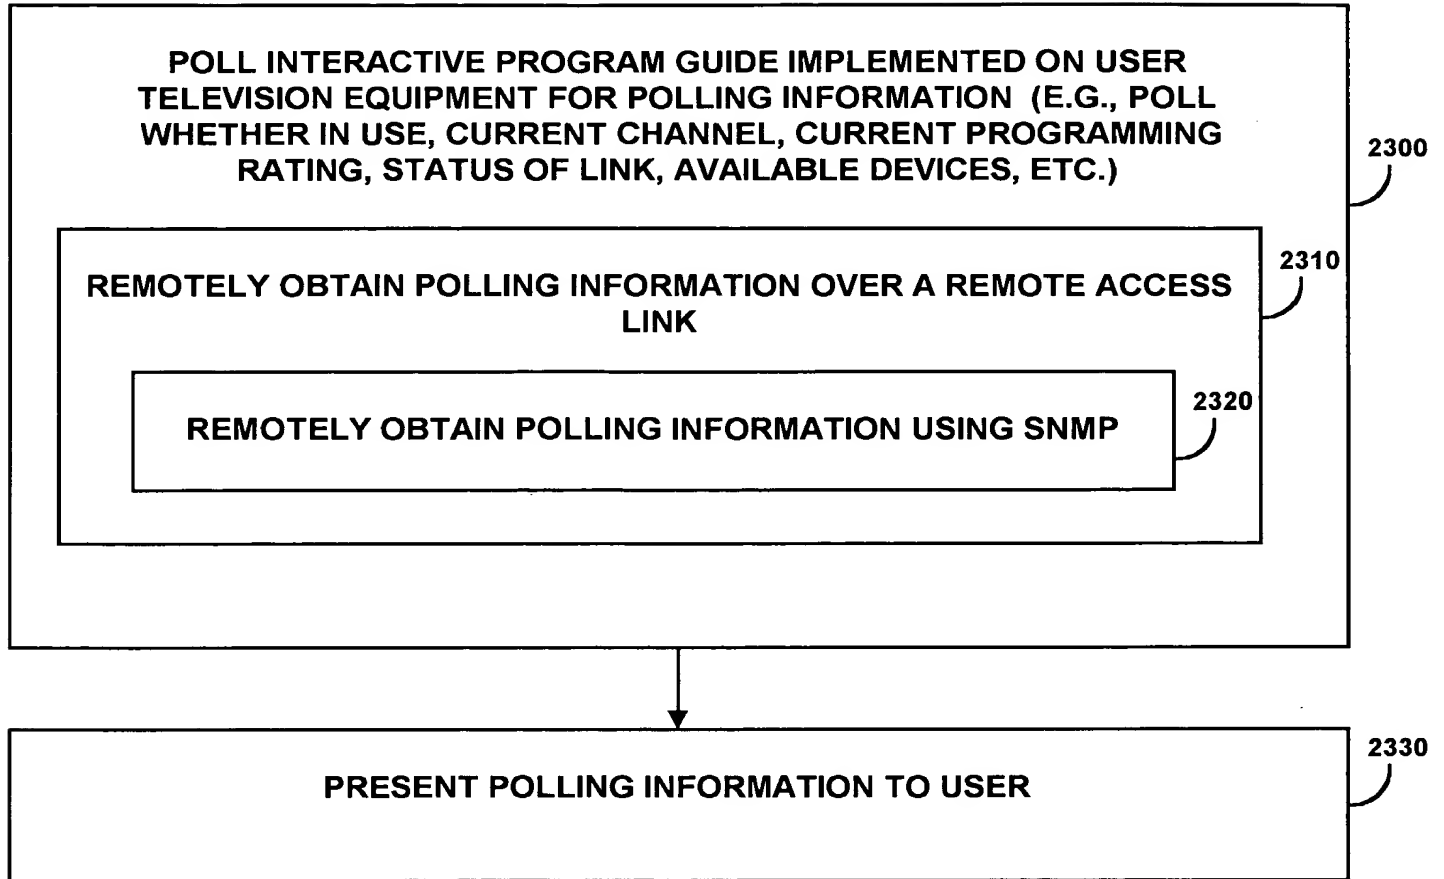 POLL INTERACTIVE PROGRAM GUIDE IMPLEMENTED ON USER
TELEVISION EQUIPMENT FOR POLLING INFORMATION (E.G., POLL
WHETHER IN USE, CURRENT CHANNEL, CURRENT PROGRAMMING
RATING, STATUS OF LINK, AVAILABLE DEVICES, ETC.)
2300
REMOTELY OBTAIN POLLING INFORMATION OVER A REMOTE ACCESS
LINK
2310
REMOTELY OBTAIN POLLING INFORMATION USING SNMP
2320
PRESENT POLLING INFORMATION TO USER
2330